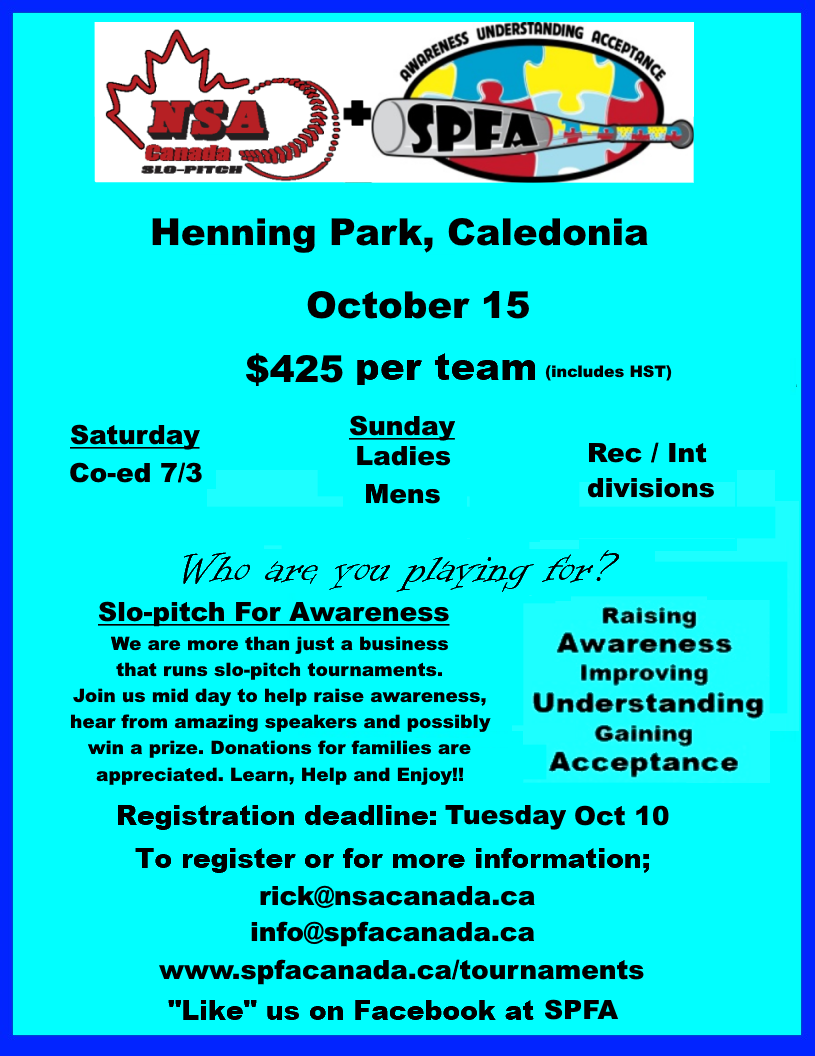 AWARENESS UNDERSTANDING ACCEPTANCE
NSA
Canada
SLO-PITCH
+
SPFA
Henning Park, Caledonia
October 15
$425 per team (includes HST)
Saturday
Co-ed 7/3
Sunday
Ladies
Mens
Rec / Int
divisions
Who are you playing for?
Slo-pitch For Awareness
We are more than just a business
that runs slo-pitch tournaments.
Join us mid day to help raise awareness,
hear from amazing speakers and possibly
win a prize. Donations for families are
appreciated. Learn, Help and Enjoy!!
Raising
Awareness
Improving
Understanding
Gaining
Acceptance
Registration deadline: Tuesday Oct 10
To register or for more information;
rick@nsacanada.ca
info@spfacanada.ca
www.spfacanada.ca/tournaments
"Like" us on Facebook at SPFA